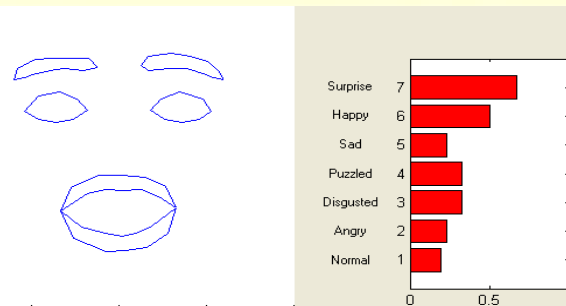 Surprise 7
Happy 6
Sad 5
Puzzled 4
Disgusted 3
Angry 2
Normal 1
0 0.5